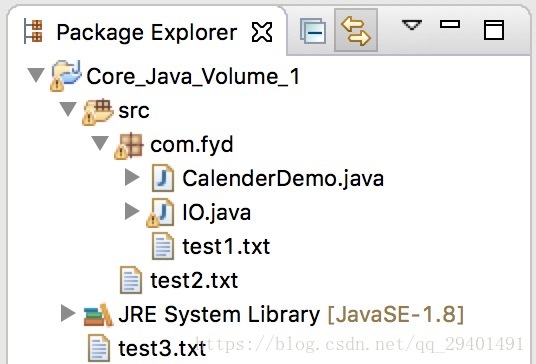 Package Explorer
Core_Java_Volume_1
src
com.fyd
CalenderDemo.java
IO.java
test1.txt
test2.txt
JRE System Library [JavaSE-1.8]
test3.txt
https://blog.csdn.net/qq_29401491